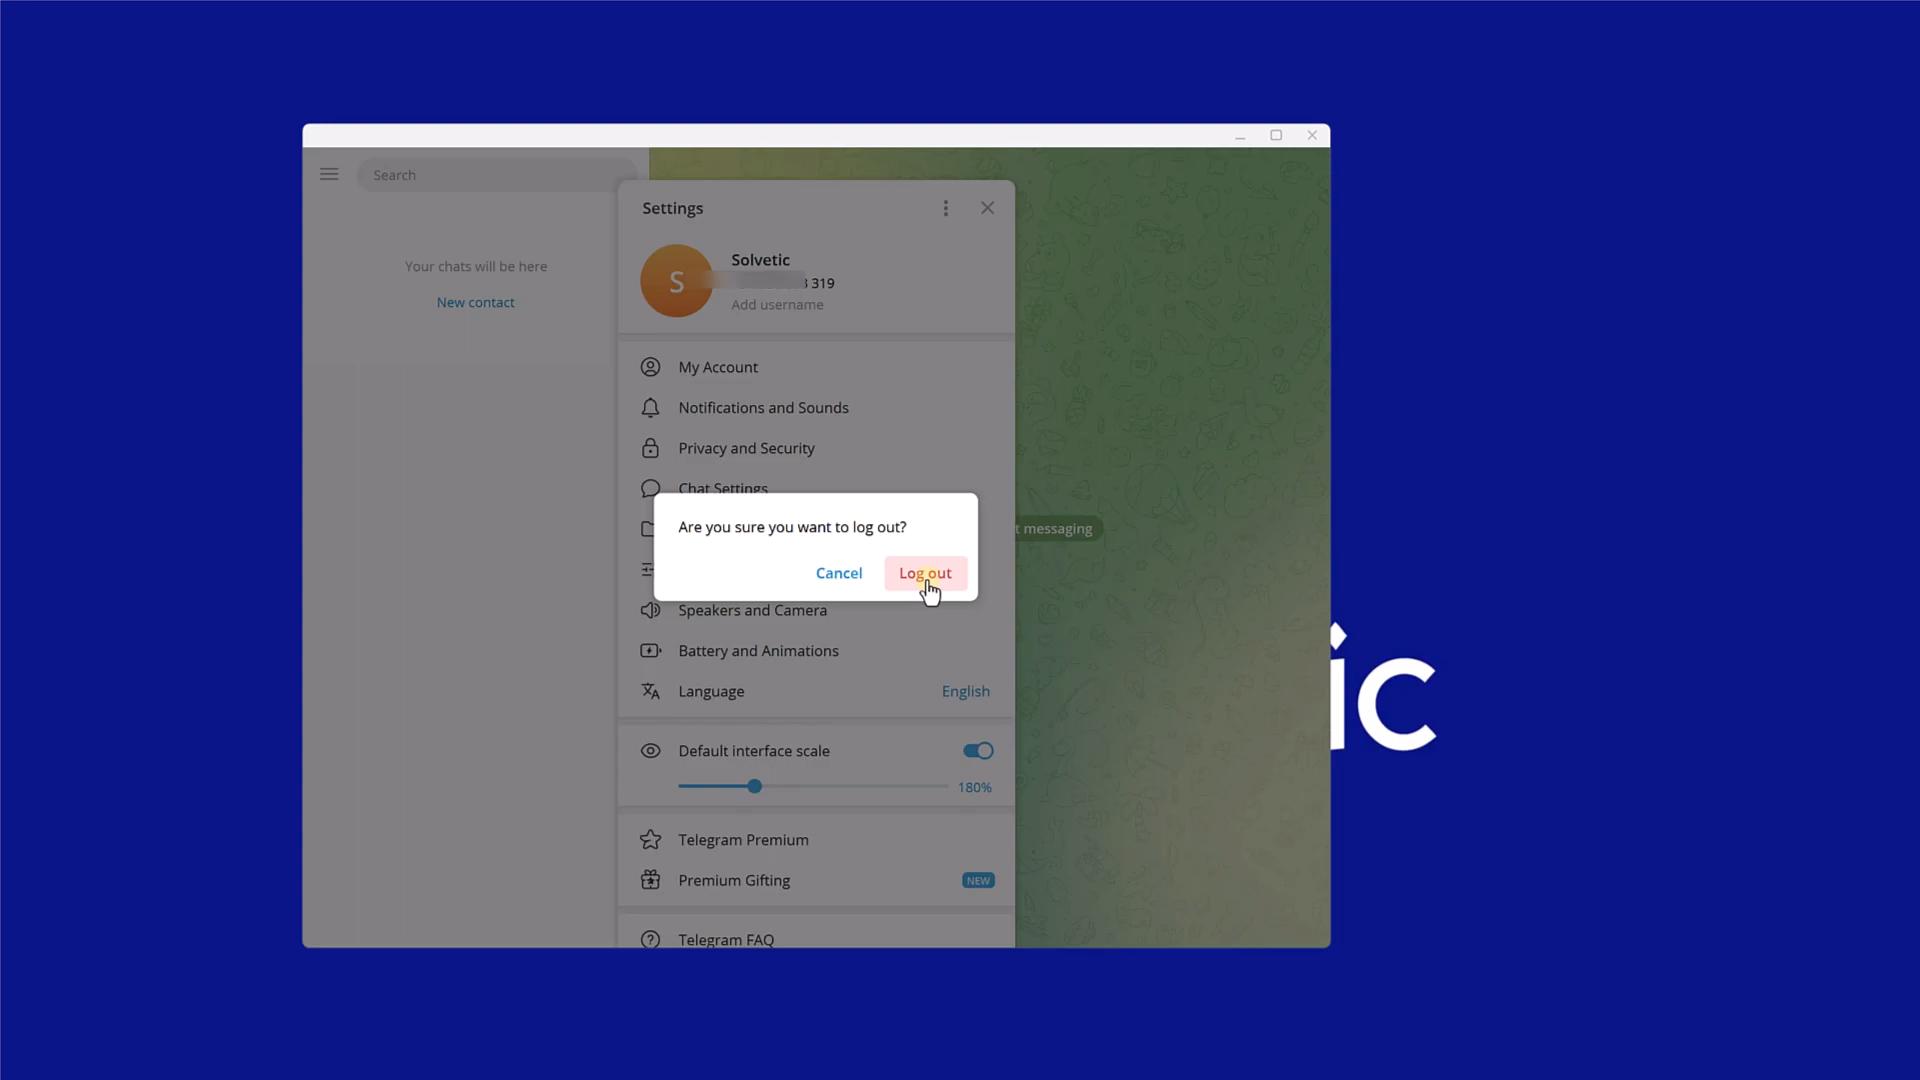 Search
Your chats will be here
New contact
Settings
S
Solvetic
319
Add username
My Account
Notifications and Sounds
Privacy and Security
Chat Settings
Are you sure you want to log out?
Cancel
Log out
t messaging
Speakers and Camera
Battery and Animations
Language
English
Default interface scale
180%
Telegram Premium
Premium Gifting
NEW
Telegram FAQ
ic